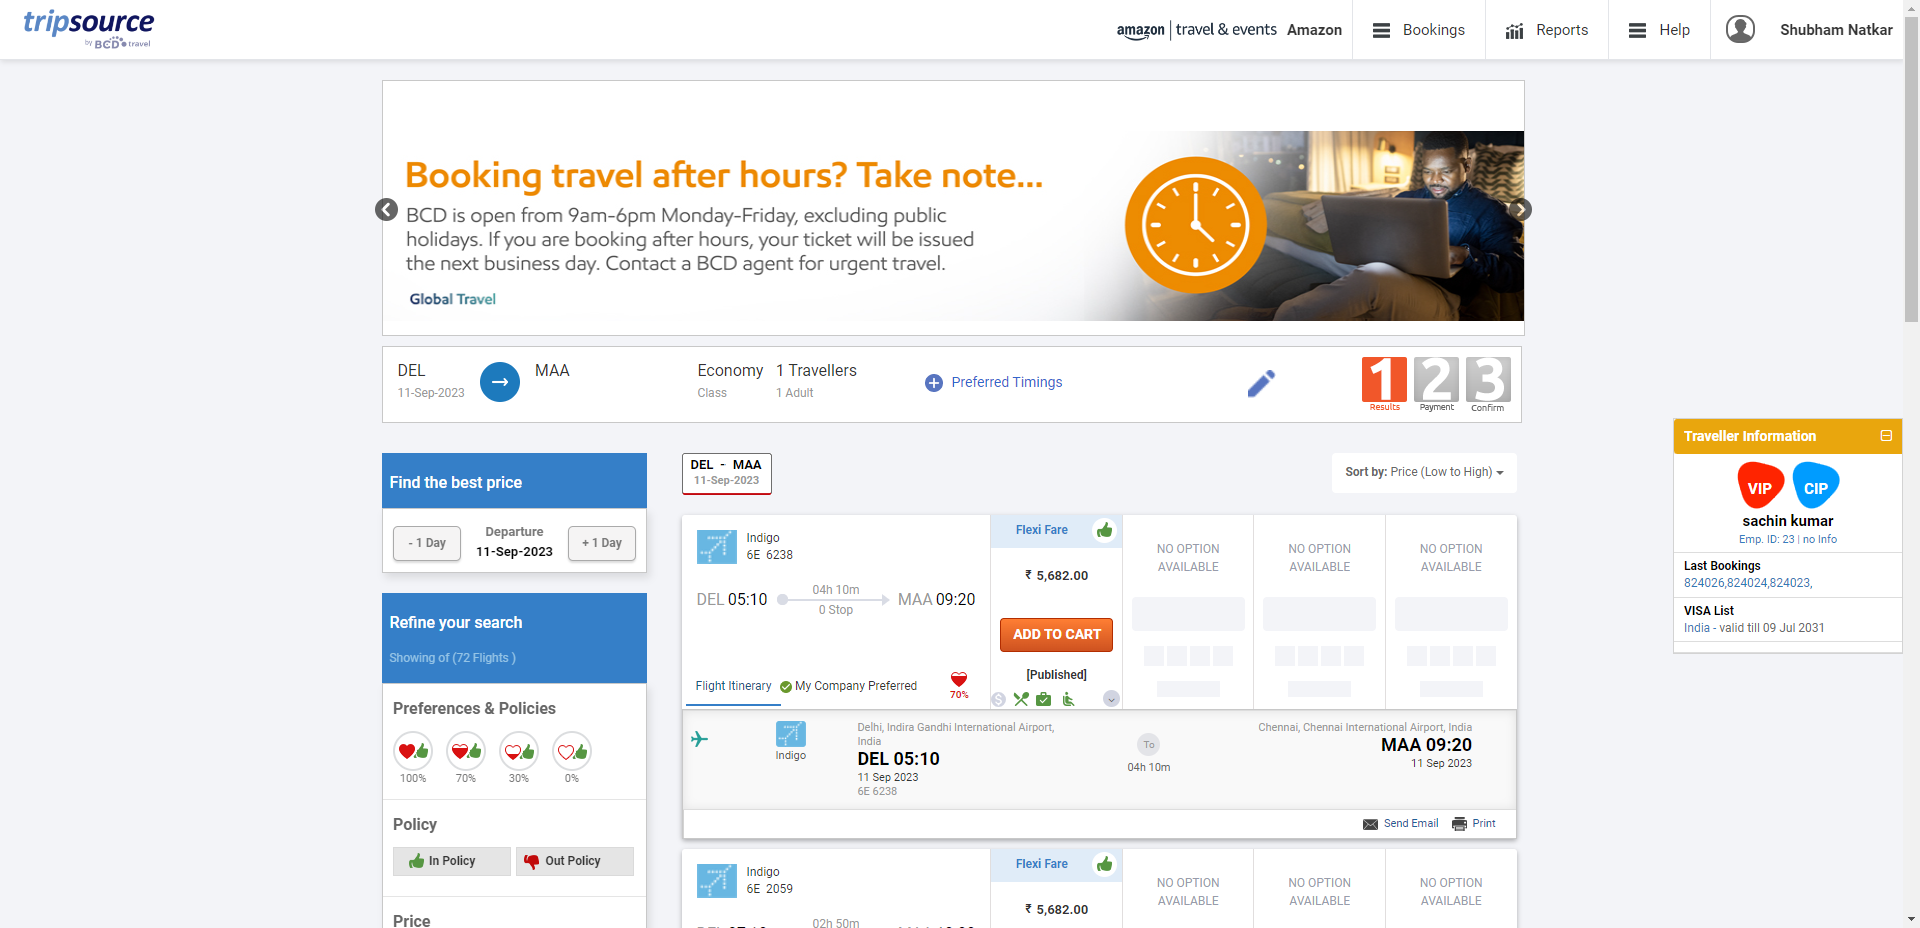 tripsource
by BCD travel
amazon | travel & events Amazon
Bookings
Reports
Help
Shubham Natkar
Booking travel after hours? Take note...
BCD is open from 9am-6pm Monday-Friday, excluding public
holidays. If you are booking after hours, your ticket will be issued
the next business day. Contact a BCD agent for urgent travel.
Global Travel
DEL
11-Sep-2023
MAA
Economy
Class
1 Travellers
1 Adult
Preferred Timings
1 2 3
Results Payment Confirm
Traveller Information
VIP CIP
sachin kumar
Emp. ID: 23 | no Info
Last Bookings
824026,824024,824023,
VISA List
India - valid till 09 Jul 2031
Find the best price
- 1 Day
Departure
11-Sep-2023
+ 1 Day
Refine your search
Showing of (72 Flights )
Preferences & Policies
100% 70% 30% 0%
Policy
In Policy
Out Policy
Price
DEL - MAA
11-Sep-2023
Sort by: Price (Low to High)
Indigo
6E 6238
DEL 05:10
04h 10m
0 Stop
MAA 09:20
Flight Itinerary
My Company Preferred
70%
Flexi Fare
₹ 5,682.00
ADD TO CART
[Published]
NO OPTION
AVAILABLE
NO OPTION
AVAILABLE
NO OPTION
AVAILABLE
Indigo
Delhi, Indira Gandhi International Airport,
India
DEL 05:10
11 Sep 2023
6E 6238
To
04h 10m
Chennai, Chennai International Airport, India
MAA 09:20
11 Sep 2023
Send Email
Print
Indigo
6E 2059
02h 50m
Flexi Fare
₹ 5,682.00
NO OPTION
AVAILABLE
NO OPTION
AVAILABLE
NO OPTION
AVAILABLE